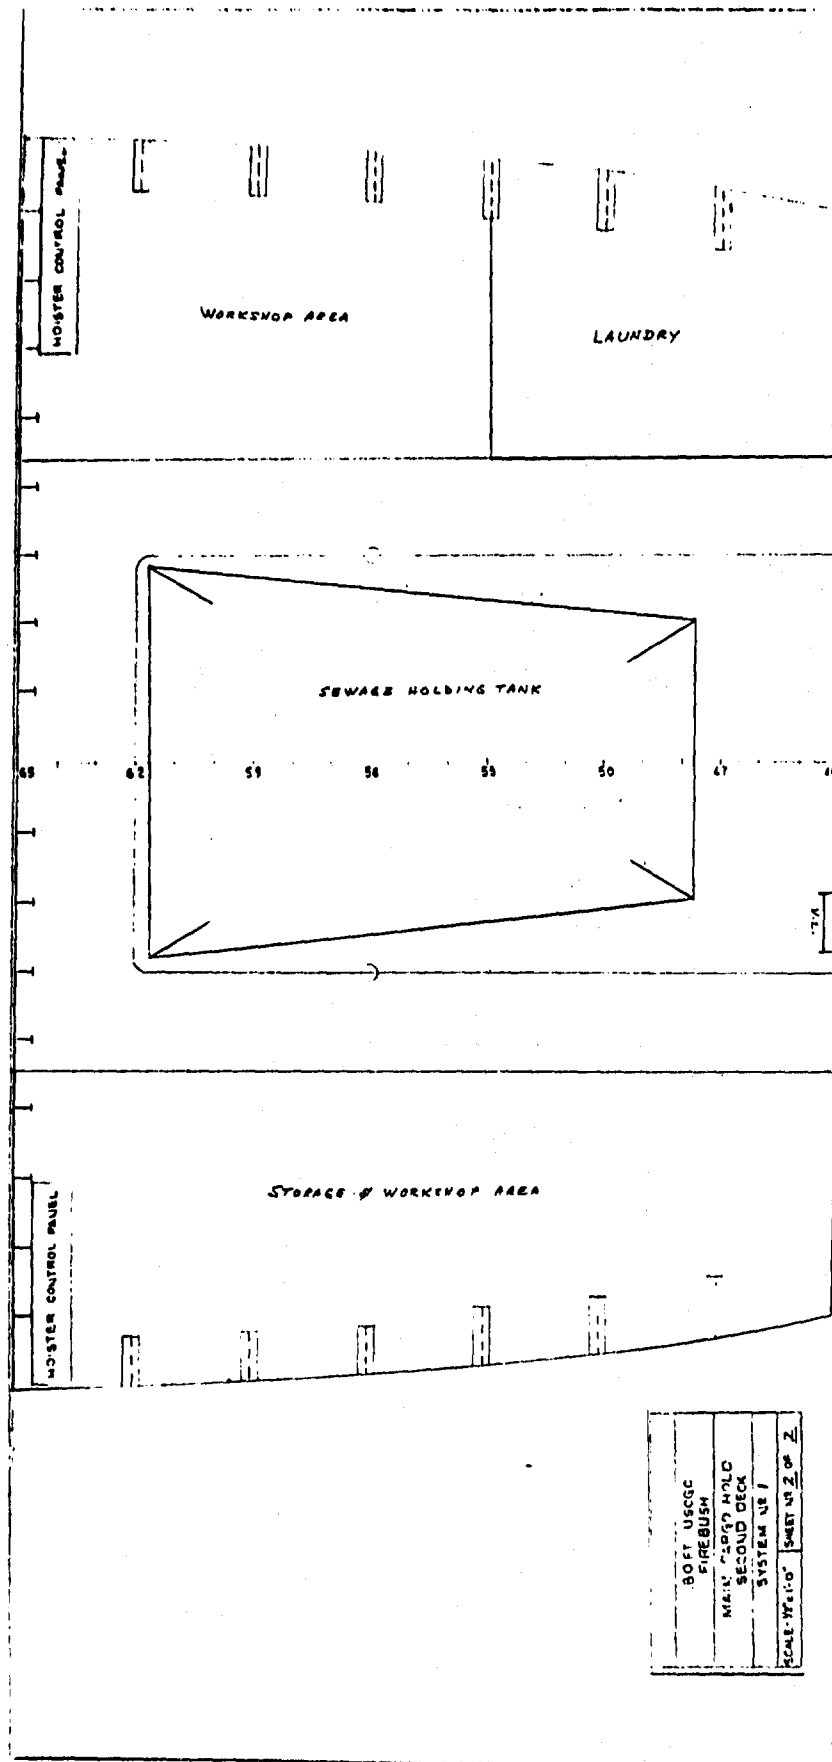 HOISTER CONTROL PANEL
WORKSHOP AREA
LAUNDRY
SEWAGE HOLDING TANK
65 62 59 56 53 50 47
STORAGE & WORKSHOP AREA
HOISTER CONTROL PANEL
USCGC
FIREBUSH
MAIN CARGO HOLD
SECOND DECK
SYSTEM Nº 1
SHEET Nº 2 OF 2